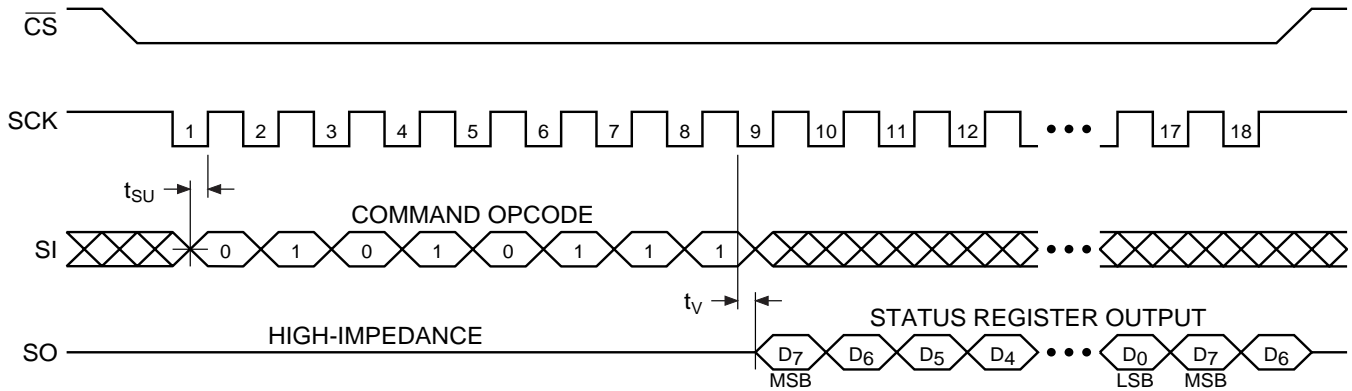 CS
SCK 1 2 3 4 5 6 7 8 9 10 11 12 ••• 17 18
tSU
COMMAND OPCODE
SI 0 1 0 1 0 1 1 1 •••
tV
HIGH-IMPEDANCE STATUS REGISTER OUTPUT
SO D7 D6 D5 D4 ••• D0 D7 D6
MSB LSB MSB